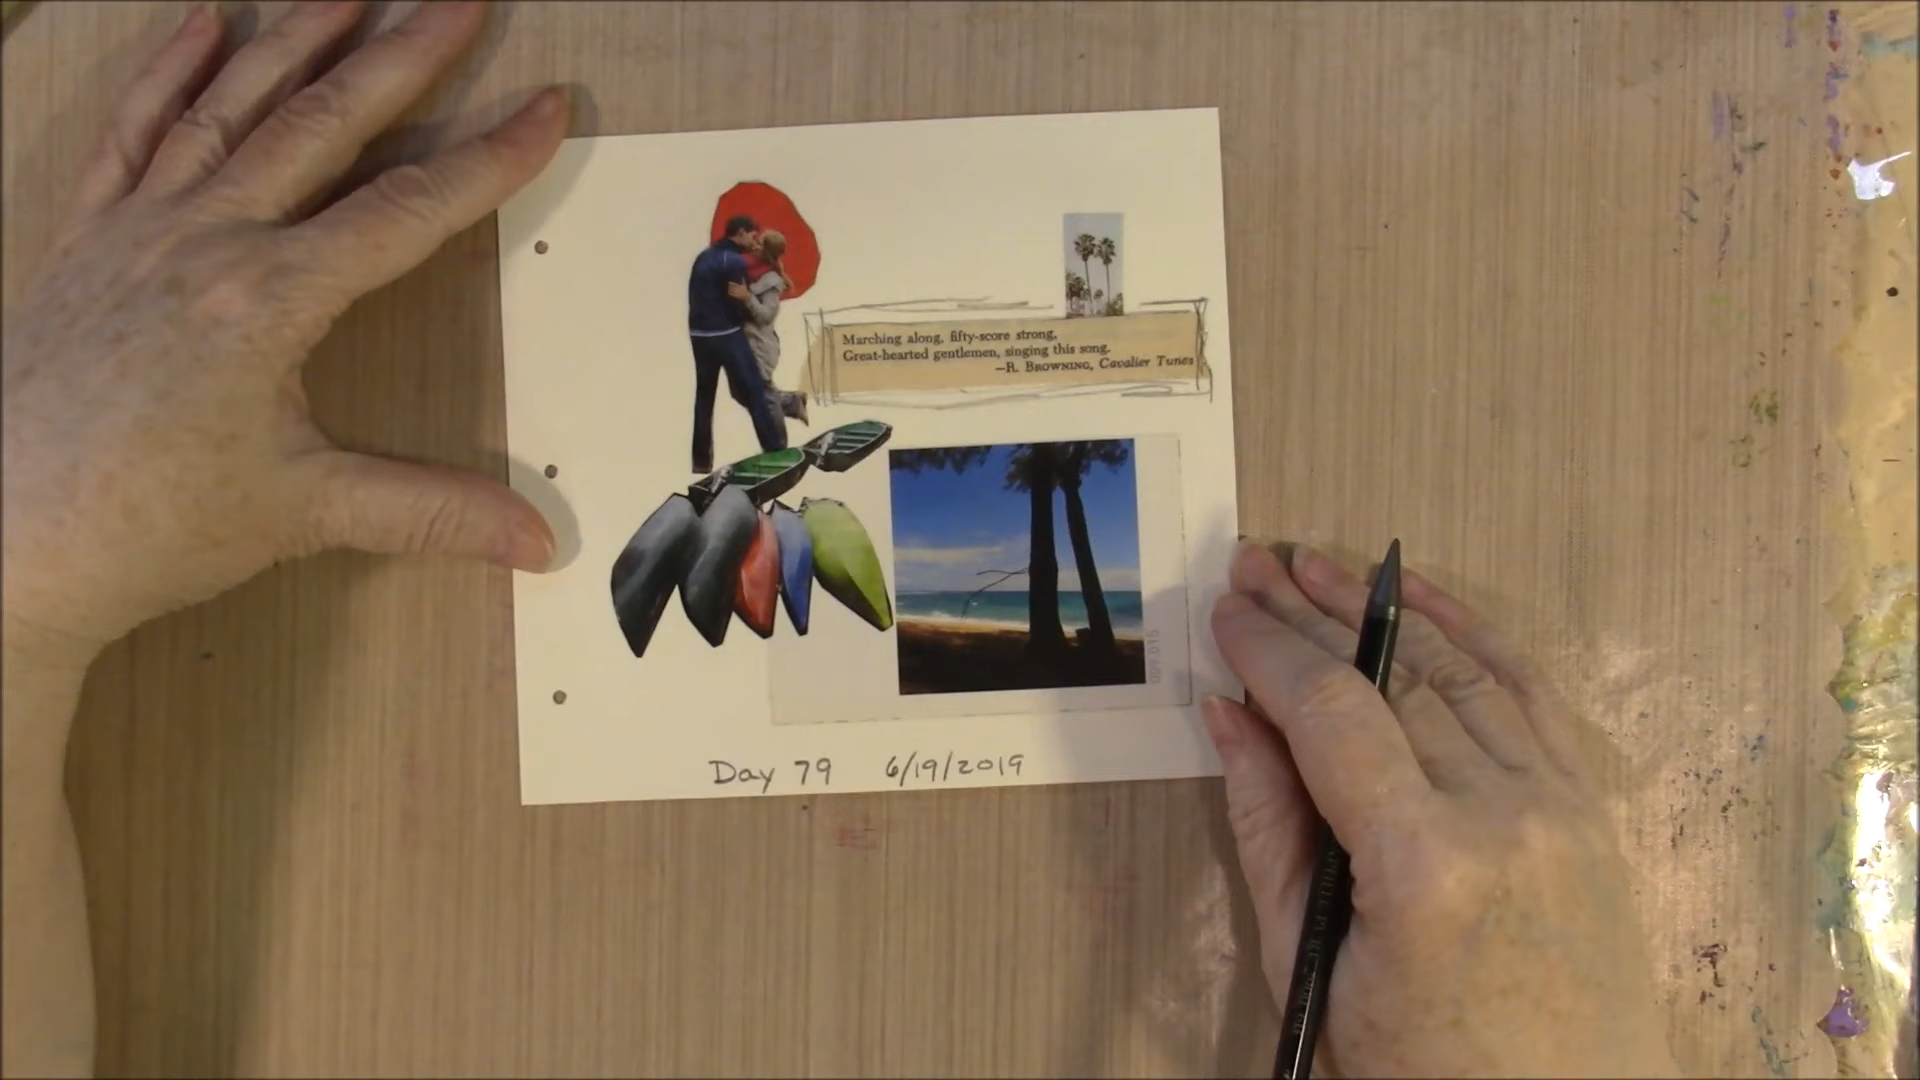 Marching along, fifty-score strong,
Great-hearted gentlemen, singing this song.
—R. BROWNING, Cavalier Tunes
Day 79 6/19/2019